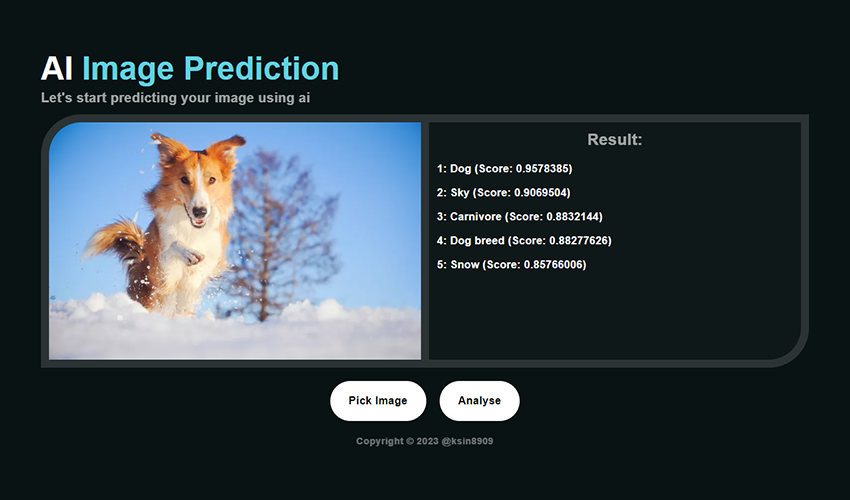 AI Image Prediction
Let's start predicting your image using ai
Result:
1: Dog (Score: 0.9578385)
2: Sky (Score: 0.9069504)
3: Carnivore (Score: 0.8832144)
4: Dog breed (Score: 0.88277626)
5: Snow (Score: 0.85766006)
Pick Image
Analyse
Copyright © 2023 @ksin8909